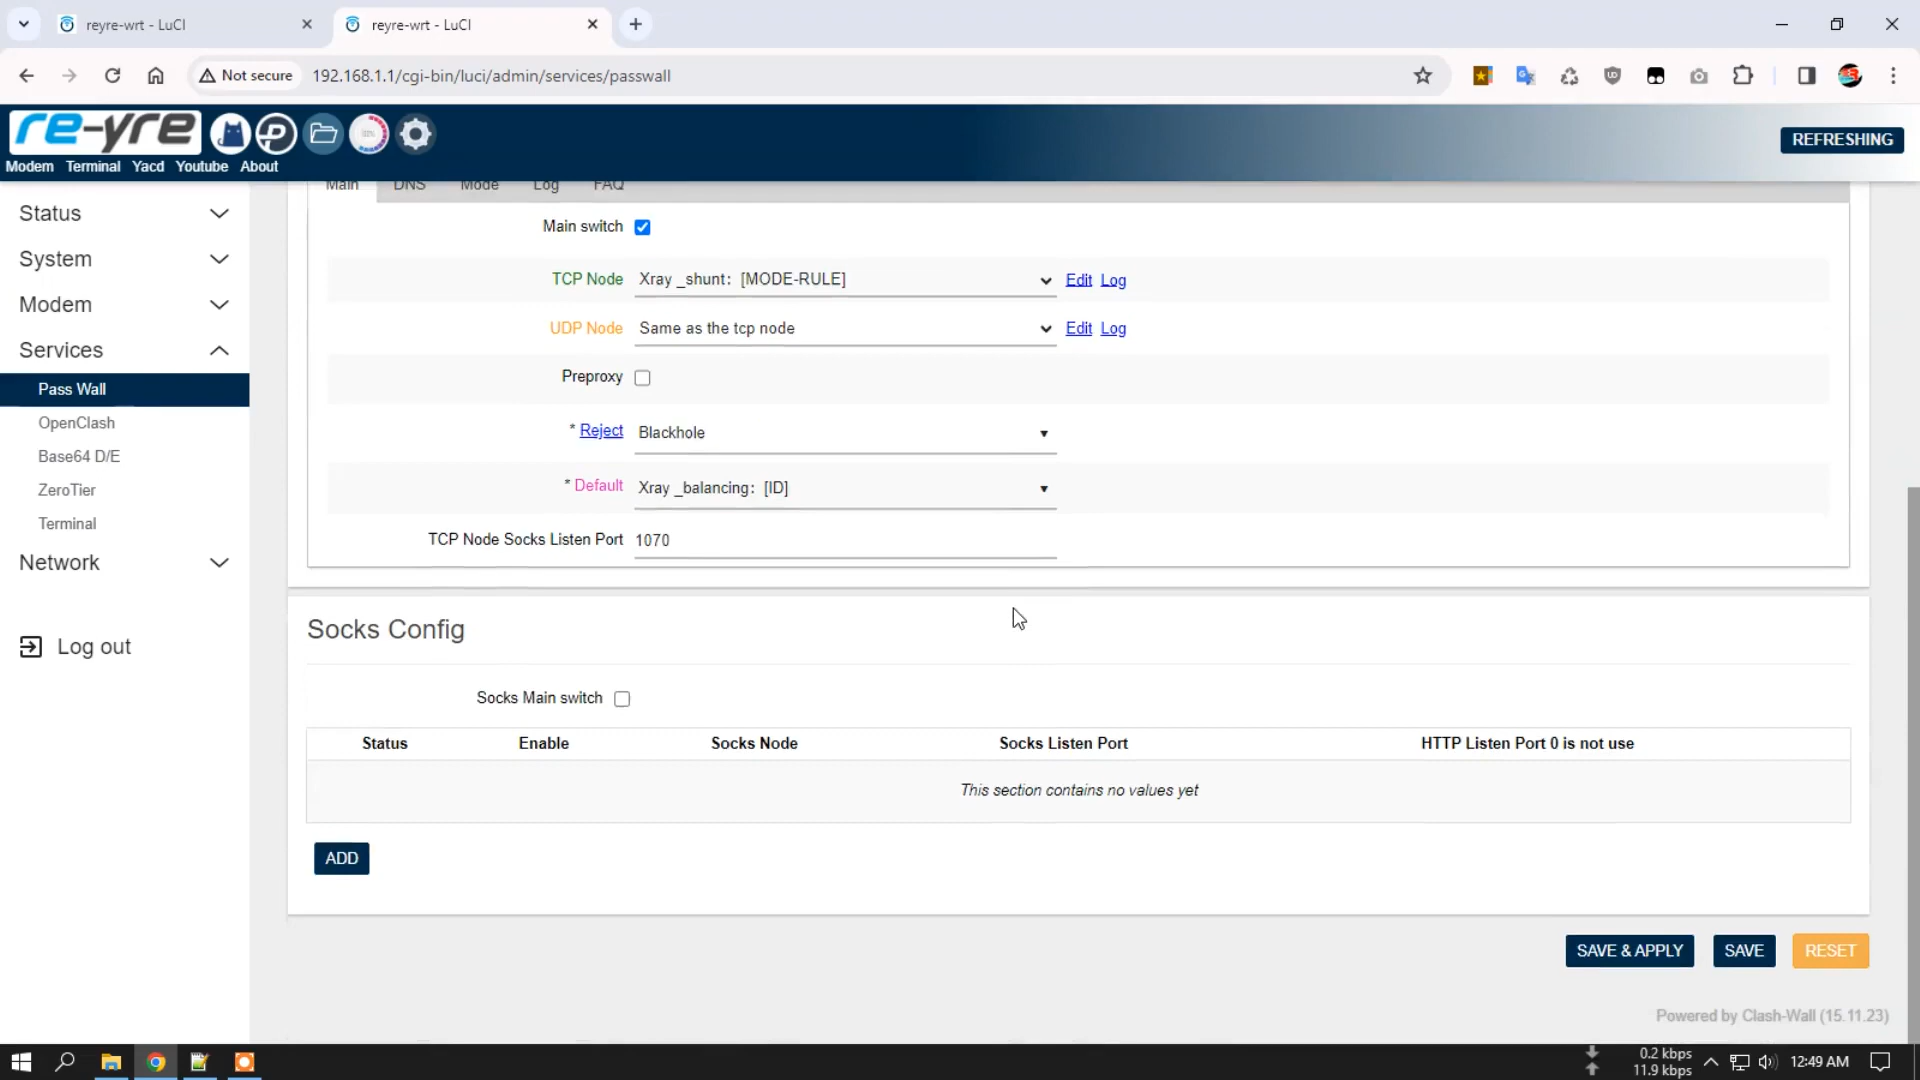 reyre-wrt - LuCI
reyre-wrt - LuCI
Not secure
192.168.1.1/cgi-bin/luci/admin/services/passwall
re-yre
REFRESHING
Modem Terminal Yacd Youtube About
Main DNS Mode Log FAQ
Status
System
Modem
Services
Pass Wall
OpenClash
Base64 D/E
ZeroTier
Terminal
Network
Log out
Main switch
TCP Node Xray _shunt: [MODE-RULE] Edit Log
UDP Node Same as the tcp node Edit Log
Preproxy
* Reject Blackhole
* Default Xray _balancing: [ID]
TCP Node Socks Listen Port 1070
Socks Config
Socks Main switch
Status Enable Socks Node Socks Listen Port HTTP Listen Port 0 is not use
This section contains no values yet
ADD
SAVE & APPLY SAVE RESET
Powered by Clash-Wall (15.11.23)
0.2 kbps
11.9 kbps
12:49 AM